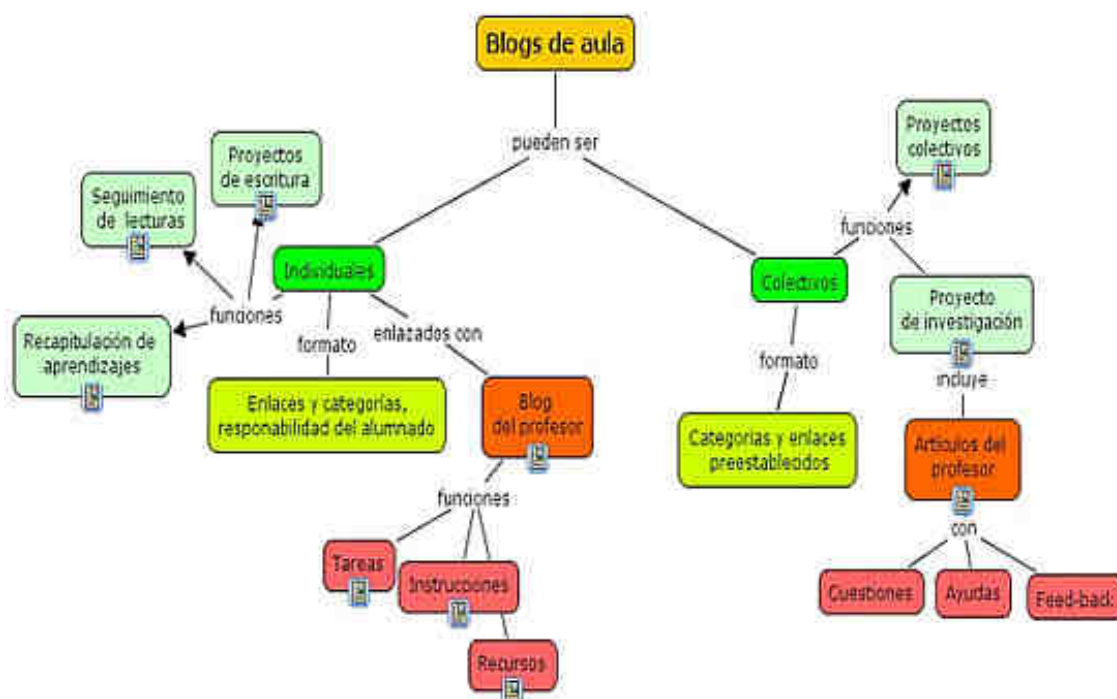 Blogs de aula
pueden ser
Proyectos
colectivos
Proyectos
de escritura
Seguimiento
de lecturas
funciones
Individuales
Colectivos
funciones
Proyecto
de investigación
Recapitulación de
aprendizajes
formato
enlazados con
formato
incluye
Enlaces y categorías,
responabilidad del alumnado
Blog
del profesor
Categorías y enlaces
preestablecidos
Artículos del
profesor
funciones
con
Tareas
Instrucciones
Recursos
Cuestiones
Ayudas
Feed-back